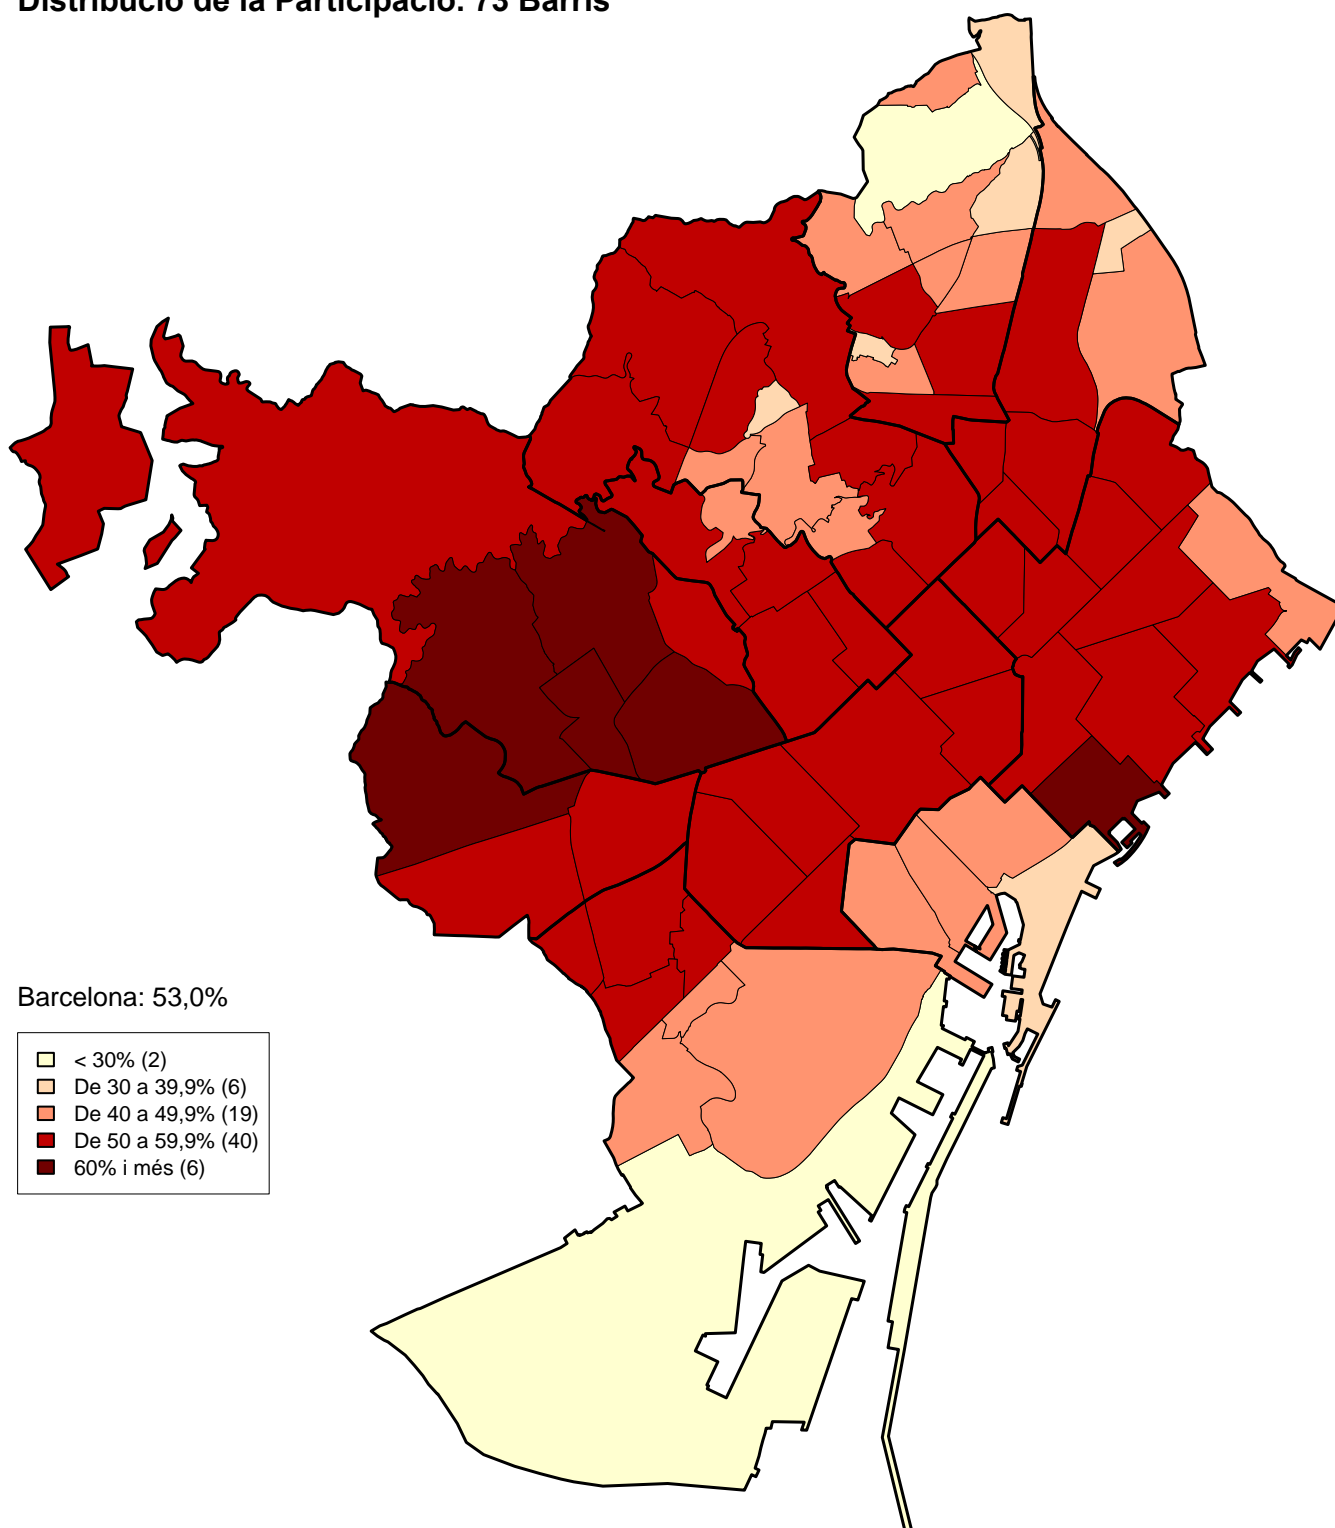 Distribució de la Participació. 73 Barris
Barcelona: 53,0%
< 30% (2)
De 30 a 39,9% (6)
De 40 a 49,9% (19)
De 50 a 59,9% (40)
60% i més (6)